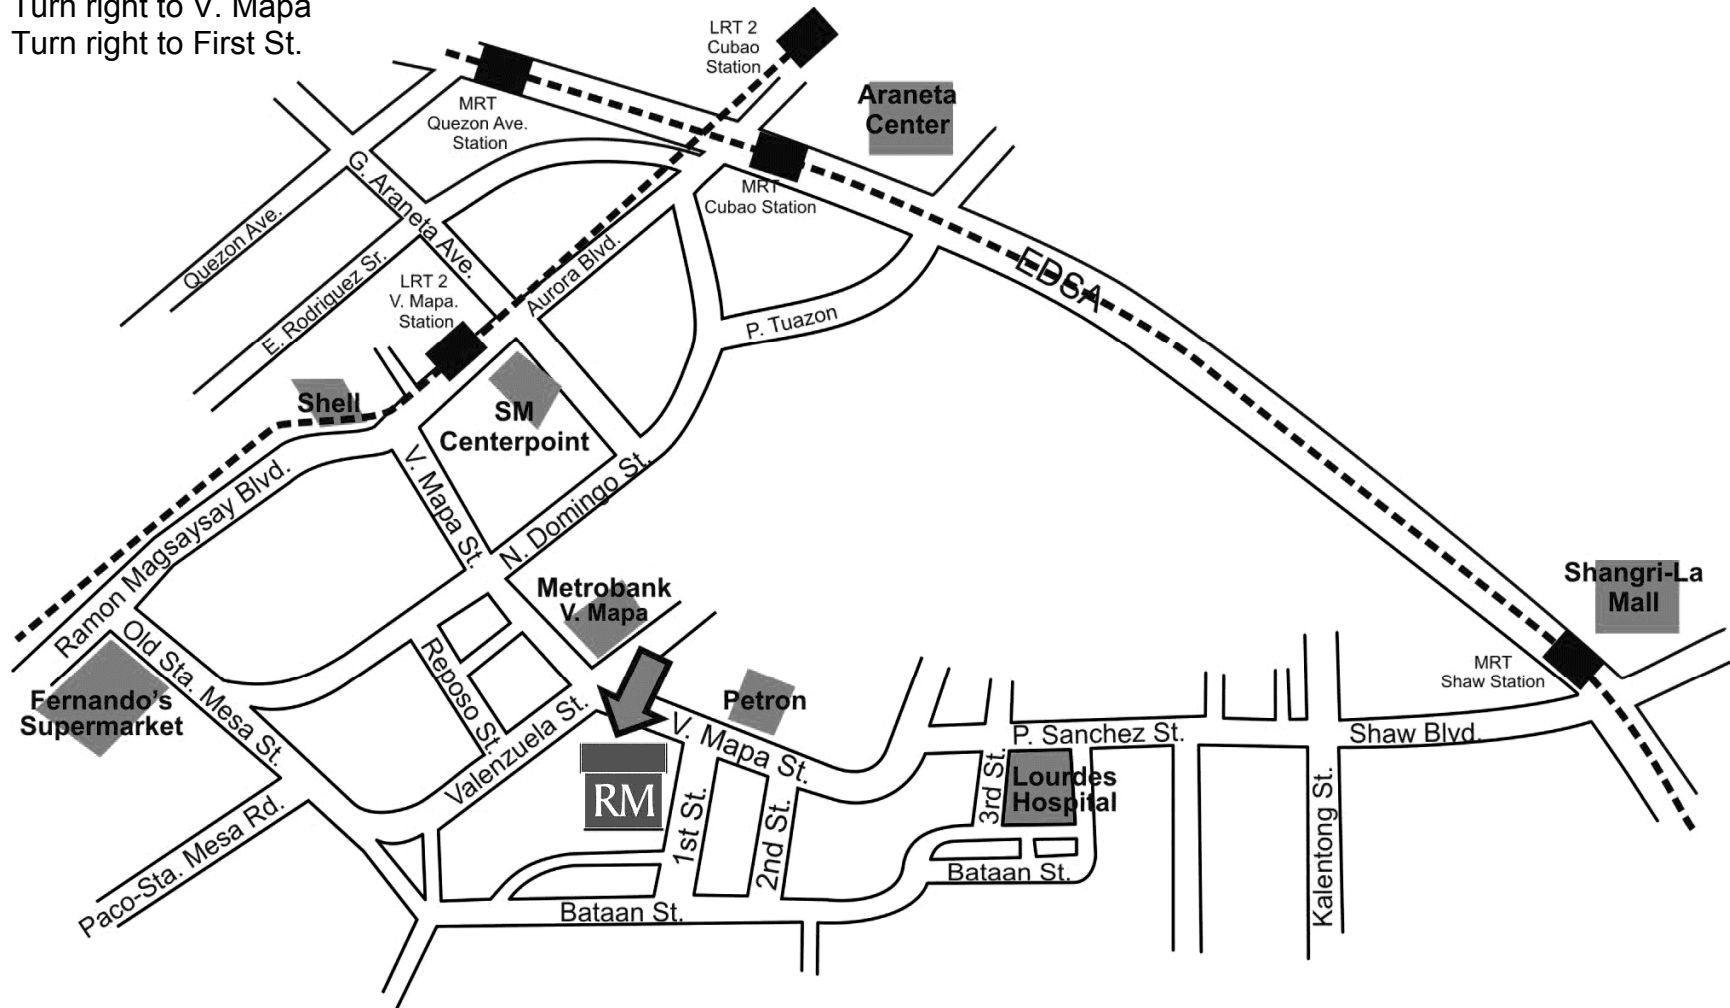 Turn right to V. Mapa
Turn right to First St.
LRT 2
Cubao
Station
MRT
Quezon Ave.
Station
Araneta
Center
MRT
Cubao Station
G. Araneta Ave.
Quezon Ave.
E. Rodriquez Sr.
LRT 2
V. Mapa.
Station
Aurora Blvd.
EDSA
P. Tuazon
Shell
SM
Centerpoint
V. Mapa St.
N. Domingo St.
Ramon Magsaysay Blvd.
Metrobank
V. Mapa
Shangri-La
Mall
Old Sta. Mesa St.
Reposo St.
MRT
Shaw Station
Fernando's
Supermarket
Valenzuela St.
Petron
V. Mapa St.
P. Sanchez St.
Shaw Blvd.
RM
1st St.
2nd St.
3rd St.
Lourdes
Hospital
Kalentong St.
Paco-Sta. Mesa Rd.
Bataan St.
Bataan St.